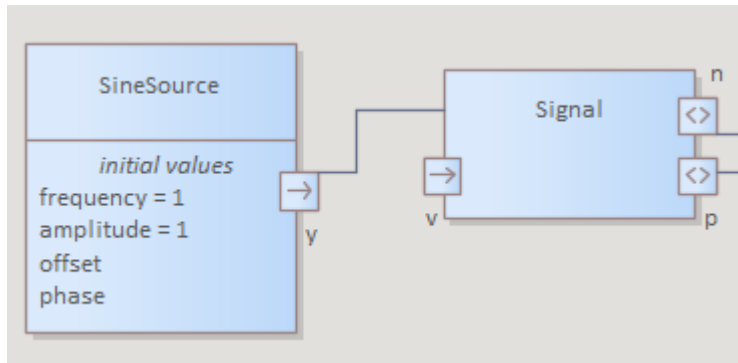 SineSource
initial values
frequency = 1
amplitude = 1
offset
phase
y
Signal
n
v
p